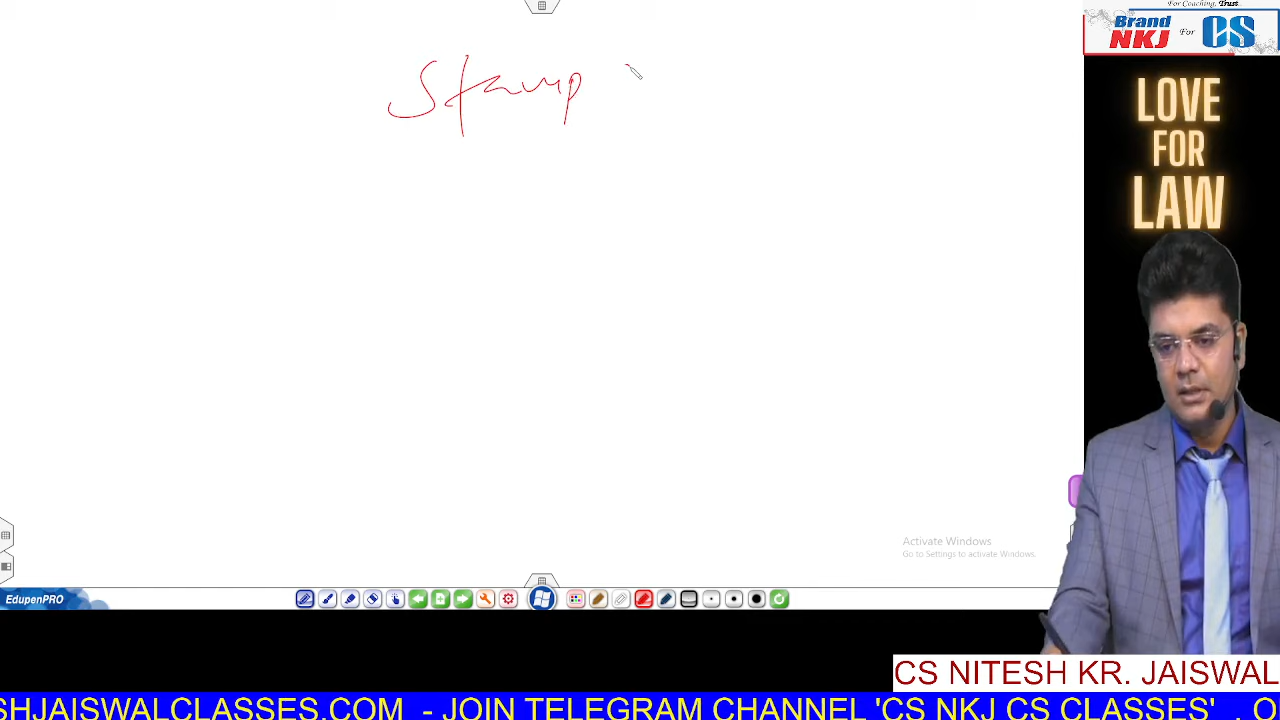 For Coaching, Trust
Brand
NKJ
For
CS
Stamp
LOVE
FOR
LAW
Activate Windows
Go to Settings to activate Windows.
EdupenPRO
CS NITESH KR. JAISWAL
SHJAISWALCLASSES.COM - JOIN TELEGRAM CHANNEL 'CS NKJ CS CLASSES' . O